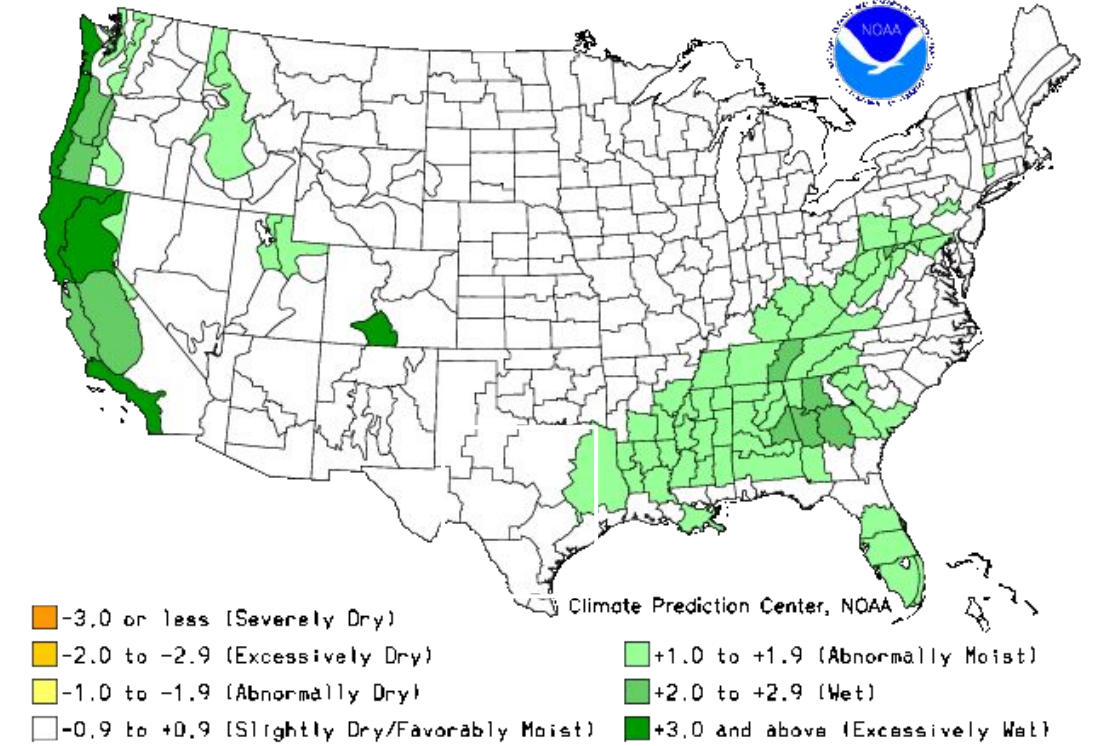 NOAA
Climate Prediction Center, NOAA
-3.0 or less (Severely Dry)
-2.0 to -2.9 (Excessively Dry)
+1.0 to +1.9 (Abnormally Moist)
-1.0 to -1.9 (Abnormally Dry)
+2.0 to +2.9 (Wet)
-0.9 to +0.9 (Slightly Dry/Favorably Moist)
+3.0 and above (Excessively Wet)